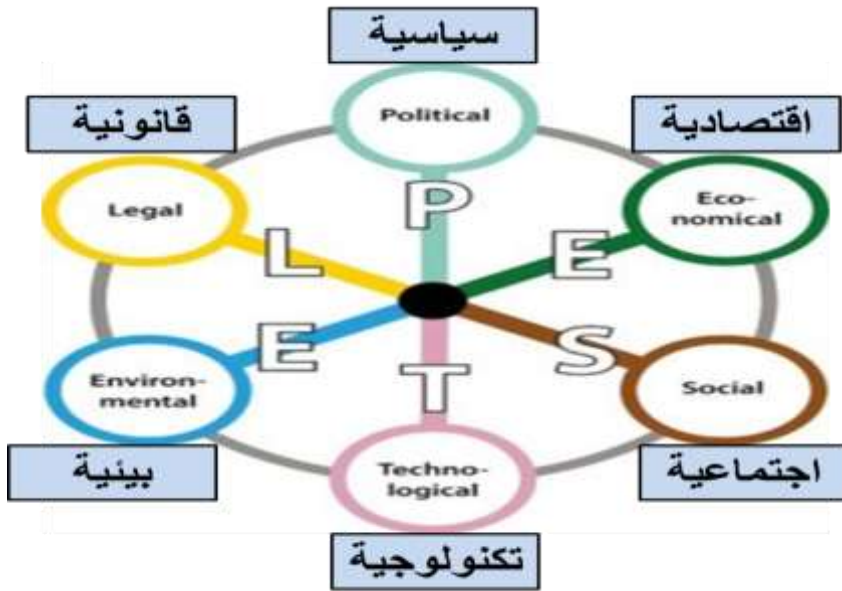 سياسية
Political
P
اقتصادية
Eco-
nomical
E
اجتماعية
Social
S
تكنولوجية
Techno-
logical
T
بيئية
Environ-
mental
E
قانونية
Legal
L